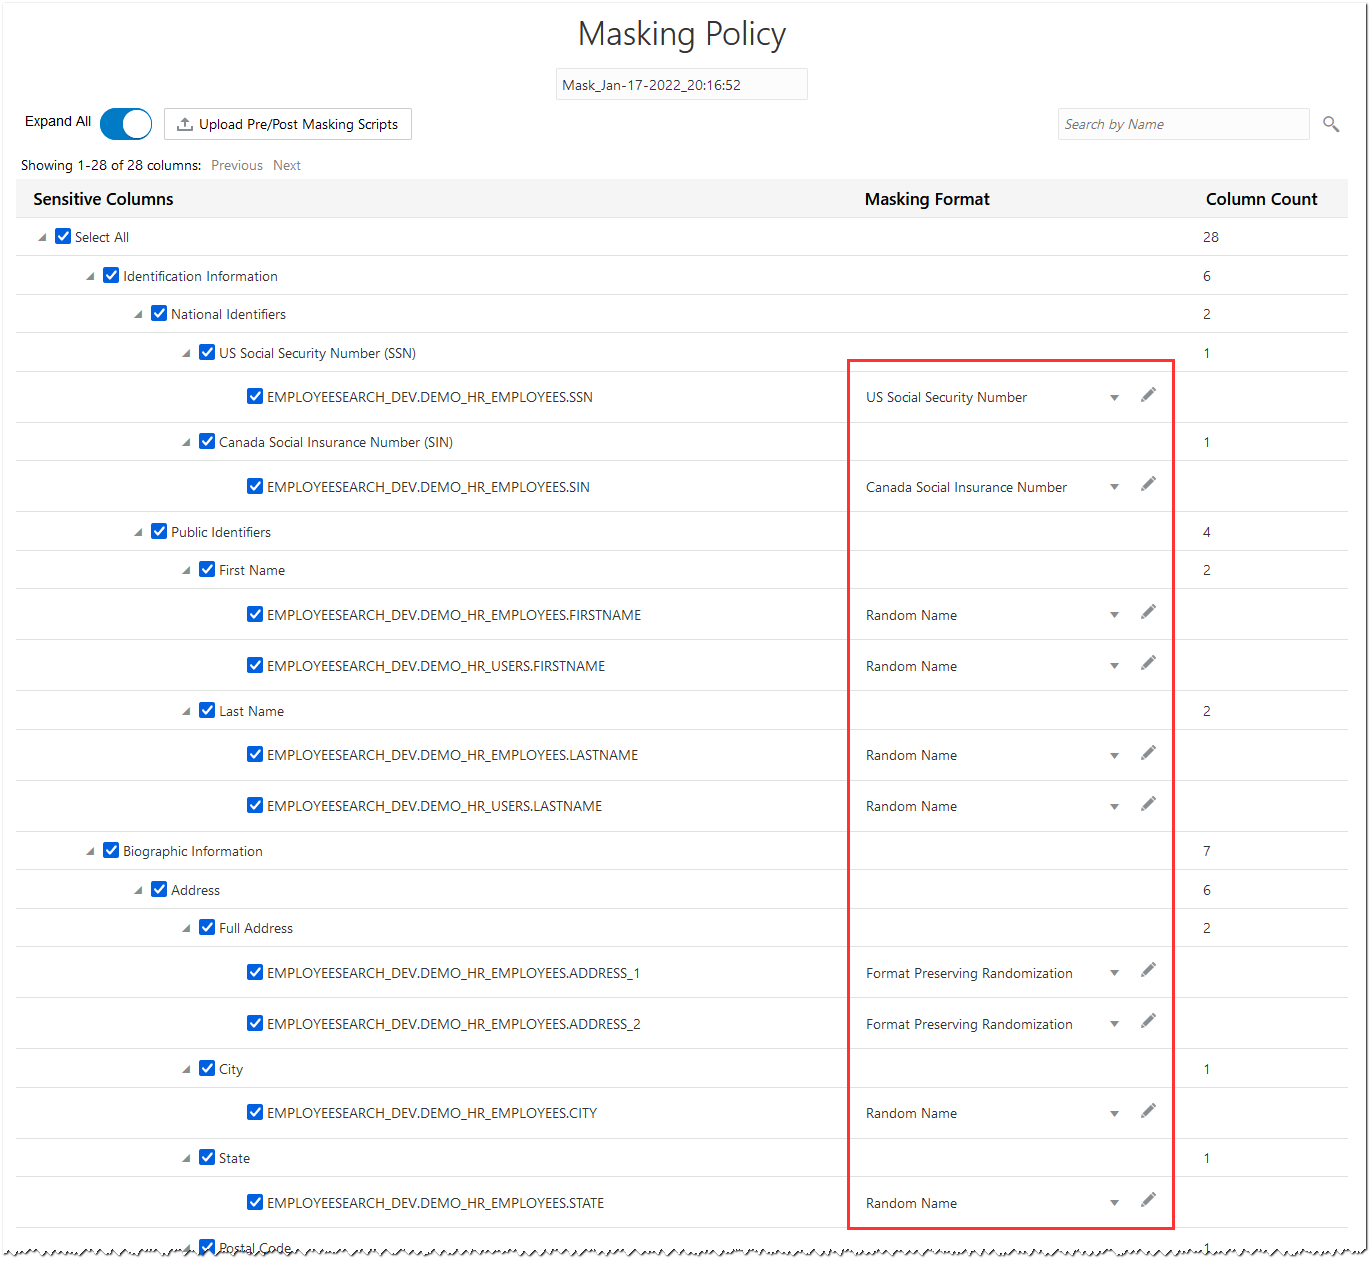 Masking Policy
Mask_Jan-17-2022_20:16:52
Expand All Upload Pre/Post Masking Scripts Search by Name
Showing 1-28 of 28 columns: Previous Next
Sensitive Columns Masking Format Column Count
Select All 28
Identification Information 6
National Identifiers 2
US Social Security Number (SSN) 1
EMPLOYEESEARCH_DEV.DEMO_HR_EMPLOYEES.SSN US Social Security Number
Canada Social Insurance Number (SIN) 1
EMPLOYEESEARCH_DEV.DEMO_HR_EMPLOYEES.SIN Canada Social Insurance Number
Public Identifiers 4
First Name 2
EMPLOYEESEARCH_DEV.DEMO_HR_EMPLOYEES.FIRSTNAME Random Name
EMPLOYEESEARCH_DEV.DEMO_HR_USERS.FIRSTNAME Random Name
Last Name 2
EMPLOYEESEARCH_DEV.DEMO_HR_EMPLOYEES.LASTNAME Random Name
EMPLOYEESEARCH_DEV.DEMO_HR_USERS.LASTNAME Random Name
Biographic Information 7
Address 6
Full Address 2
EMPLOYEESEARCH_DEV.DEMO_HR_EMPLOYEES.ADDRESS_1 Format Preserving Randomization
EMPLOYEESEARCH_DEV.DEMO_HR_EMPLOYEES.ADDRESS_2 Format Preserving Randomization
City 1
EMPLOYEESEARCH_DEV.DEMO_HR_EMPLOYEES.CITY Random Name
State 1
EMPLOYEESEARCH_DEV.DEMO_HR_EMPLOYEES.STATE Random Name
Postal Code 1